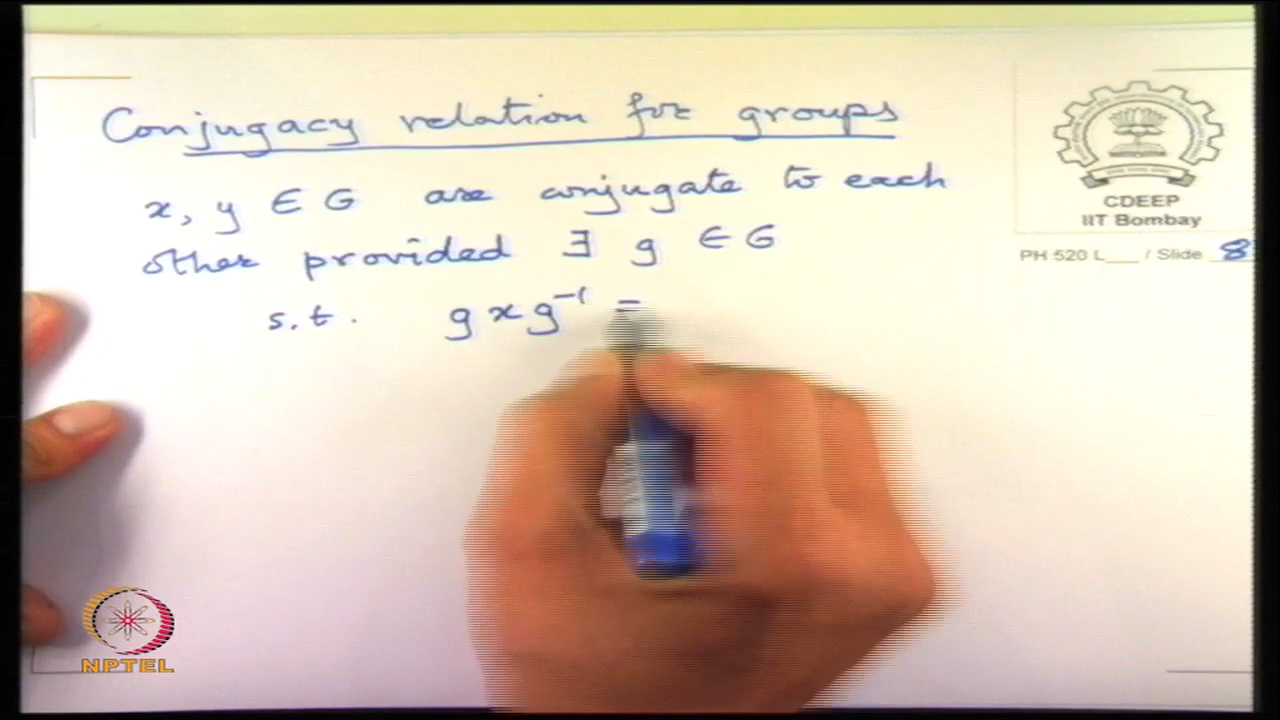 Conjugacy relation for groups
x, y ∈ G are conjugate to each
other provided ∃ g ∈ G
s.t. g x g⁻¹ =
CDEEP
IIT Bombay
PH 520 L___ / Slide 8
NPTEL